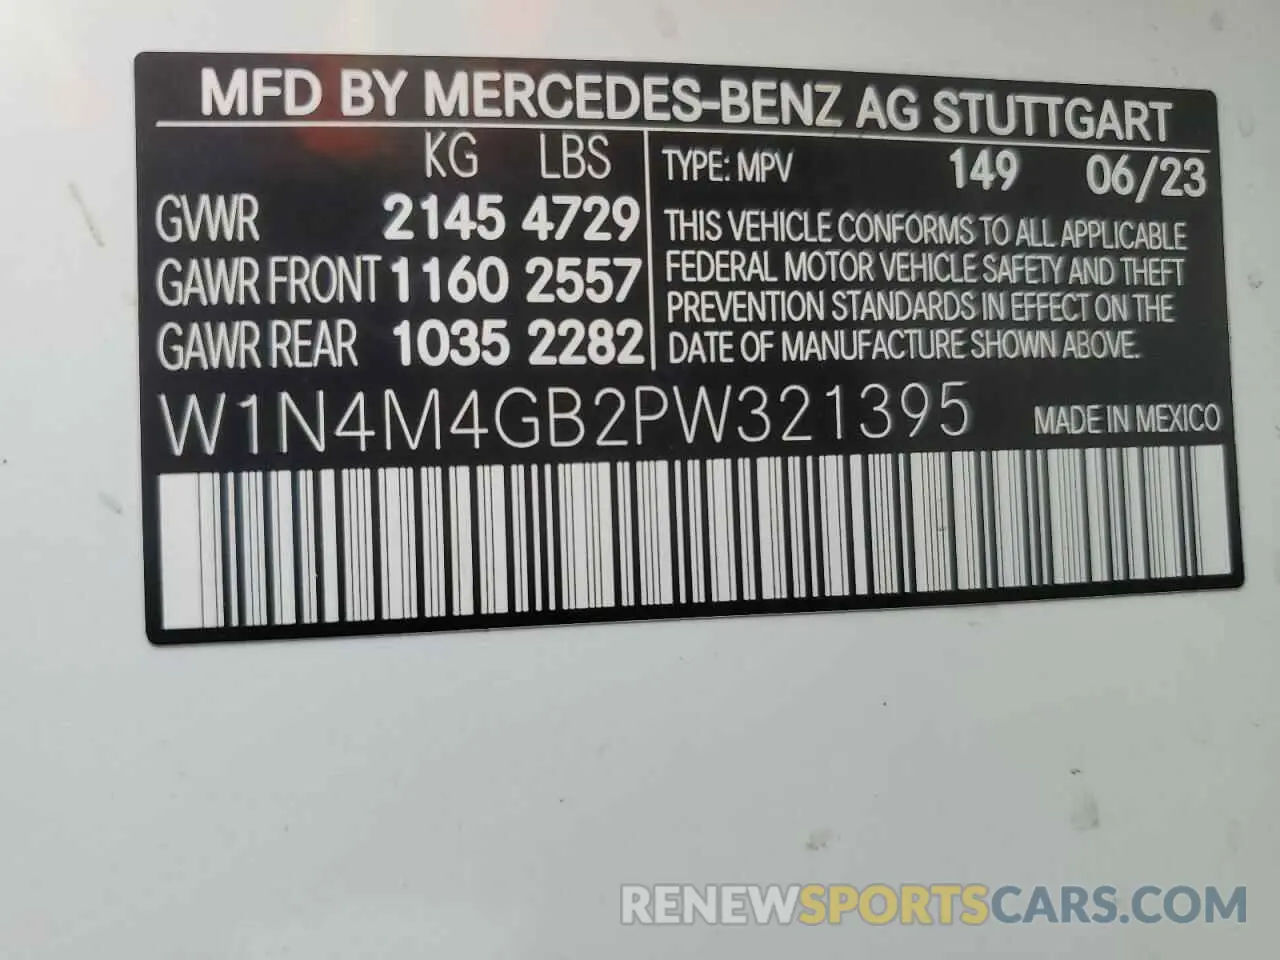 MFD BY MERCEDES-BENZ AG STUTTGART
KG LBS
GVWR 2145 4729
GAWR FRONT 1160 2557
GAWR REAR 1035 2282
TYPE: MPV 149 06/23
THIS VEHICLE CONFORMS TO ALL APPLICABLE
FEDERAL MOTOR VEHICLE SAFETY AND THEFT
PREVENTION STANDARDS IN EFFECT ON THE
DATE OF MANUFACTURE SHOWN ABOVE.
W1N4M4GB2PW321395 MADE IN MEXICO
RENEWSPORTSCARS.COM